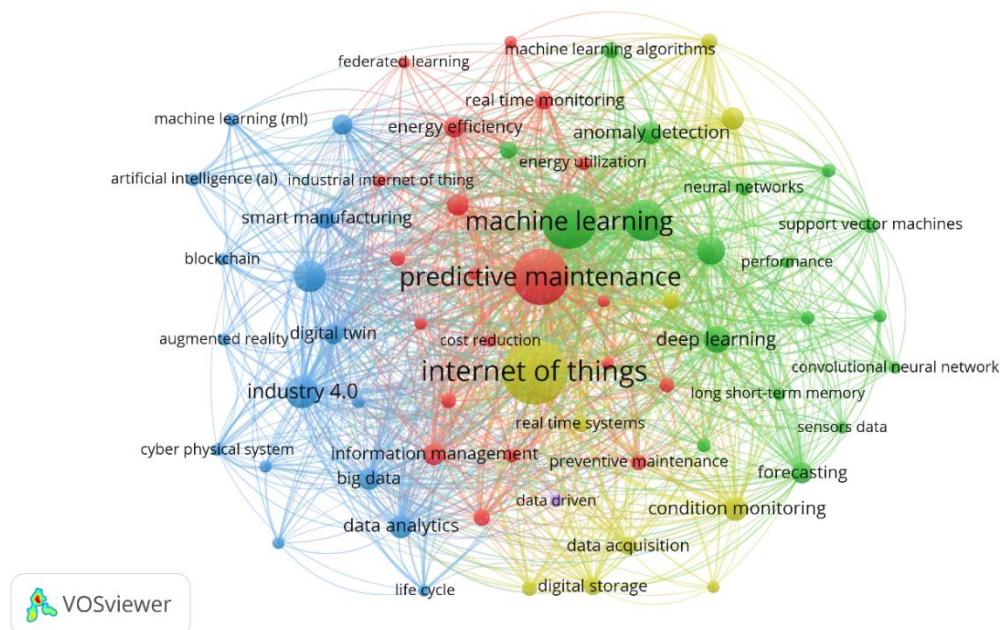 machine learning algorithms
federated learning
real time monitoring
machine learning (ml)
energy efficiency
anomaly detection
energy utilization
artificial intelligence (ai)
industrial internet of thing
neural networks
smart manufacturing
machine learning
support vector machines
blockchain
performance
predictive maintenance
augmented reality
digital twin
cost reduction
deep learning
internet of things
convolutional neural network
industry 4.0
long short-term memory
real time systems
sensors data
cyber physical system
information management
preventive maintenance
forecasting
big data
data driven
condition monitoring
data analytics
data acquisition
life cycle
digital storage
VOSviewer